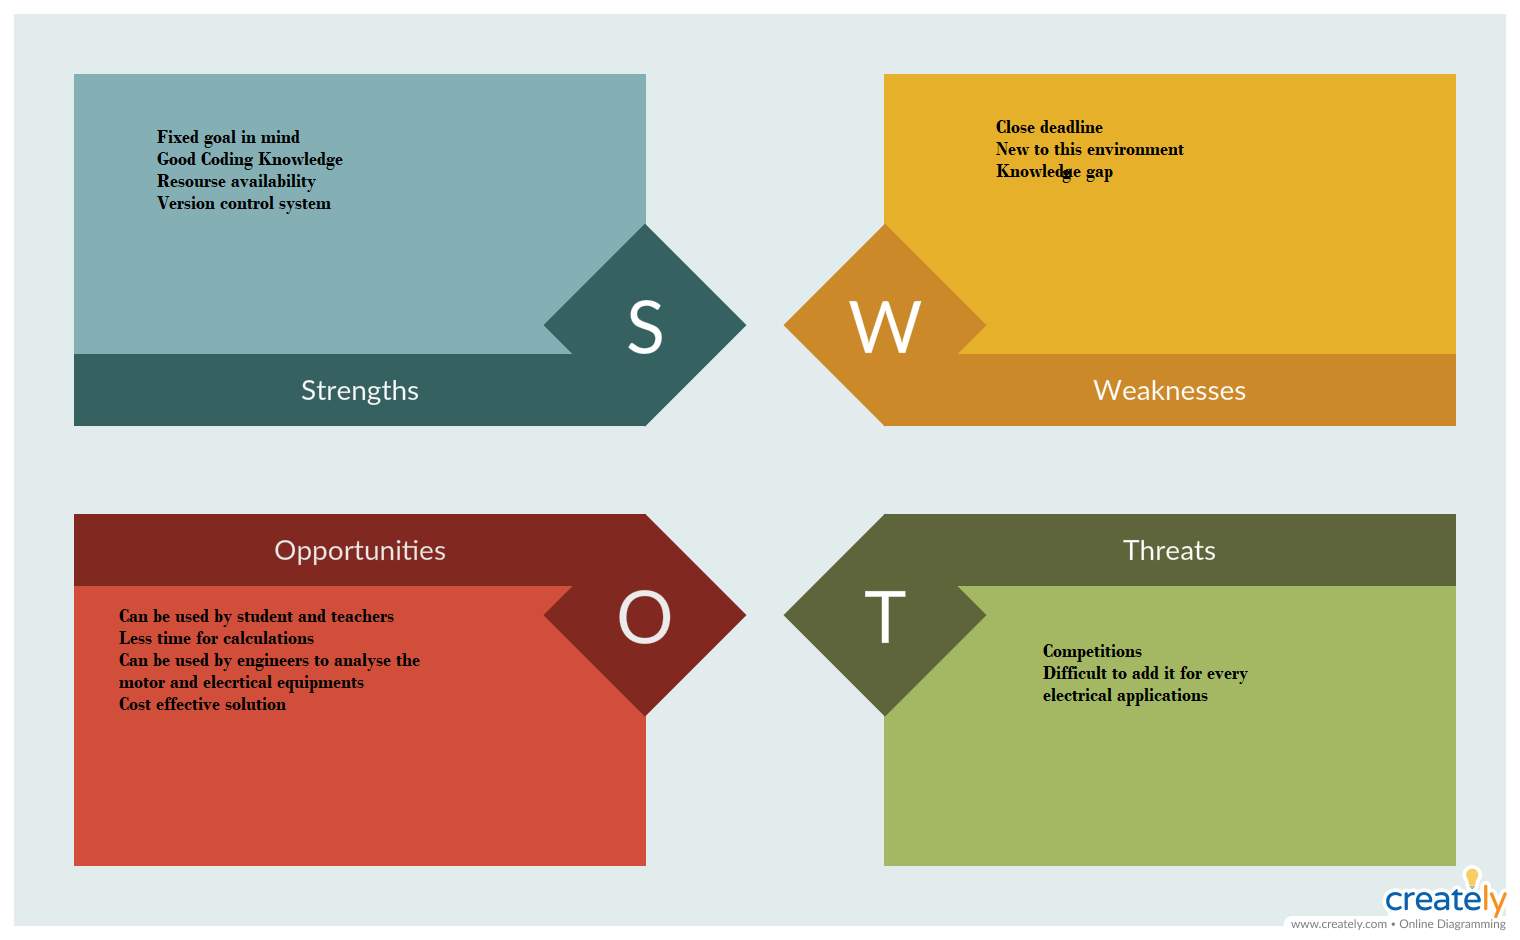 Fixed goal in mind
Good Coding Knowledge
Resourse availability
Version control system
S
Strengths
Close deadline
New to this environment
Knowledge gap
W
Weaknesses
Opportunities
O
Can be used by student and teachers
Less time for calculations
Can be used by engineers to analyse the
motor and elecrtical equipments
Cost effective solution
Threats
T
Competitions
Difficult to add it for every
electrical applications
creately
www.creately.com • Online Diagramming